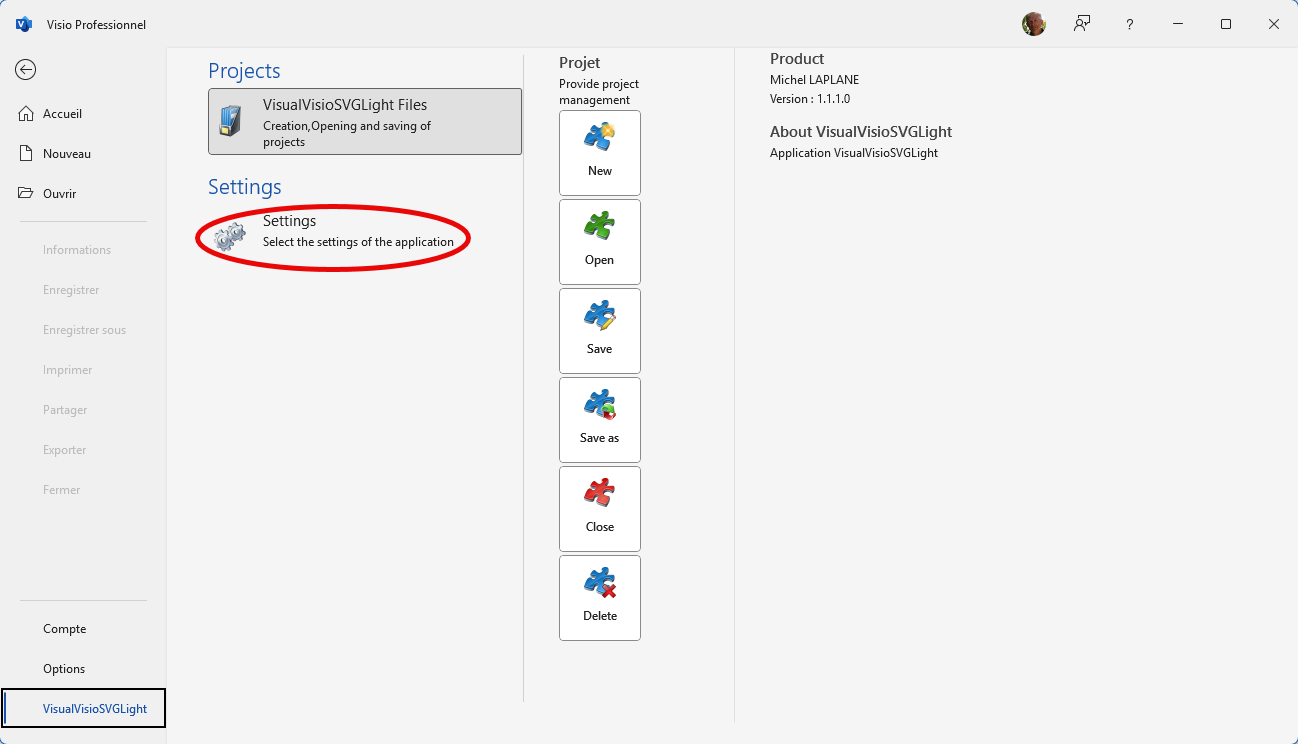 Visio Professionnel
?
Accueil
Nouveau
Ouvrir
Informations
Enregistrer
Enregistrer sous
Imprimer
Partager
Exporter
Fermer
Compte
Options
VisualVisioSVGLight
Projects
VisualVisioSVGLight Files
Creation,Opening and saving of
projects
Settings
Settings
Select the settings of the application
Projet
Provide project
management
New
Open
Save
Save as
Close
Delete
Product
Michel LAPLANE
Version : 1.1.1.0
About VisualVisioSVGLight
Application VisualVisioSVGLight